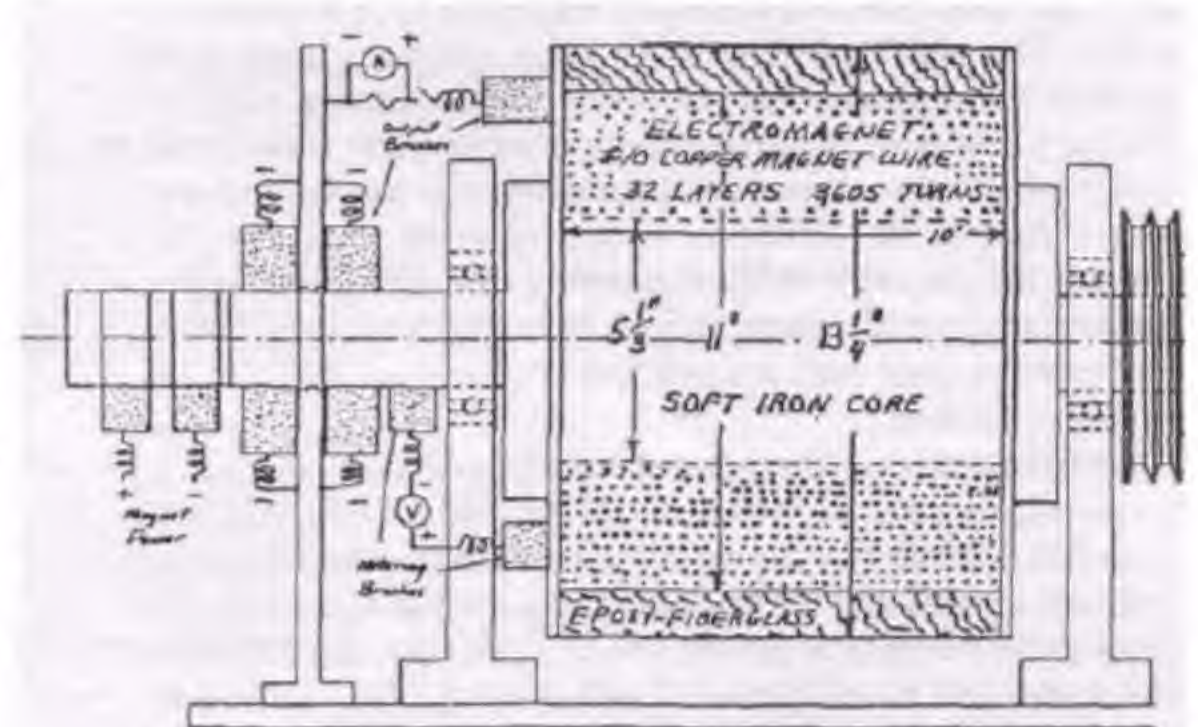 - +
A
Output
Brushes
ELECTROMAGNET
#10 COPPER MAGNET WIRE
32 LAYERS 3605 TURNS
10"
5 1/8" 11" 13 1/4"
SOFT IRON CORE
Magnet
Power
V
+
Metering
Brushes
EPOXY-FIBERGLASS